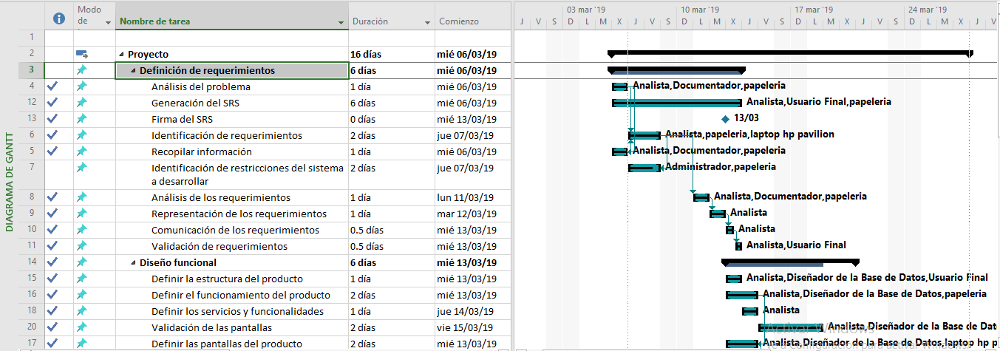 DIAGRAMA DE GANTT
Modo de
Nombre de tarea
Duración
Comienzo
03 mar '19
10 mar '19
17 mar '19
24 mar '19
J V S D L M X J V S D L M X J V S D L M X J V S D L M X J V
1
2 Proyecto 16 días mié 06/03/19
3 Definición de requerimientos 6 días mié 06/03/19
4 Análisis del problema 1 día mié 06/03/19 Analista,Documentador,papeleria
12 Generación del SRS 6 días mié 06/03/19 Analista,Usuario Final,papeleria
13 Firma del SRS 0 días mié 13/03/19 13/03
6 Identificación de requerimientos 2 días jue 07/03/19 Analista,papeleria,laptop hp pavilion
5 Recopilar información 1 día mié 06/03/19 Analista,Documentador,papeleria
7 Identificación de restricciones del sistema 2 días jue 07/03/19 Administrador,papeleria
a desarrollar
8 Análisis de los requerimientos 1 día lun 11/03/19 Analista,Documentador,papeleria
9 Representación de los requerimientos 1 día mar 12/03/19 Analista
10 Comunicación de los requerimientos 0.5 días mié 13/03/19 Analista
11 Validación de requerimientos 0.5 días mié 13/03/19 Analista,Usuario Final
14 Diseño funcional 6 días mié 13/03/19
15 Definir la estructura del producto 1 día mié 13/03/19 Analista,Diseñador de la Base de Datos,Usuario Final
16 Definir el funcionamiento del producto 2 días mié 13/03/19 Analista,Diseñador de la Base de Datos,papeleria
18 Definir los servicios y funcionalidades 1 día jue 14/03/19 Analista
20 Validación de las pantallas 2 días vie 15/03/19 Analista,Diseñador de la Base de Dat
17 Definir las pantallas del producto 2 días mié 13/03/19 Analista,Diseñador de la Base de Datos,laptop hp p
Activar Windows